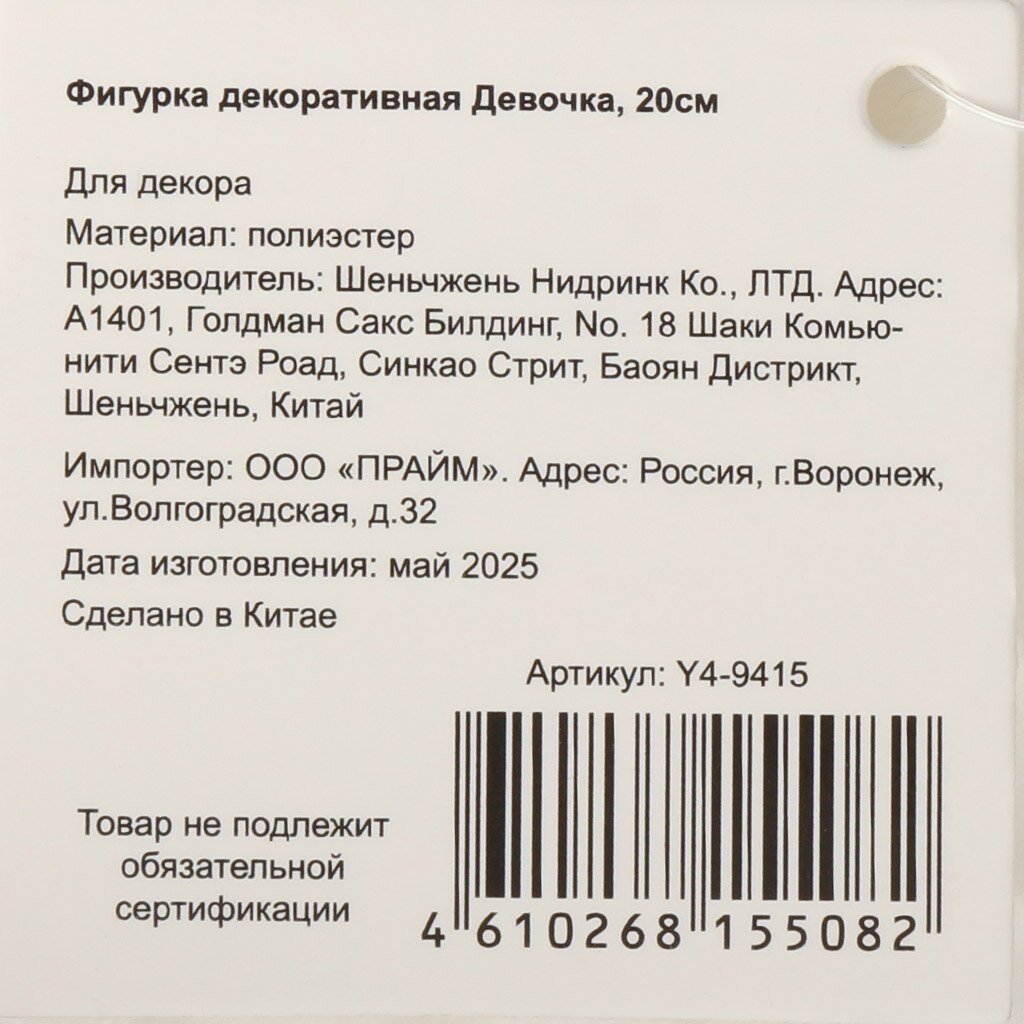 Фигурка декоративная Девочка, 20см
Для декора
Материал: полиэстер
Производитель: Шеньчжень Нидринк Ко., ЛТД. Адрес:
А1401, Голдман Сакс Билдинг, No. 18 Шаки Комью-
нити Сентэ Роад, Синкао Стрит, Баоян Дистрикт,
Шеньчжень, Китай
Импортер: ООО «ПРАЙМ». Адрес: Россия, г.Воронеж,
ул.Волгоградская, д.32
Дата изготовления: май 2025
Сделано в Китае
Артикул: Y4-9415
Товар не подлежит
обязательной
сертификации
4 610268 155082